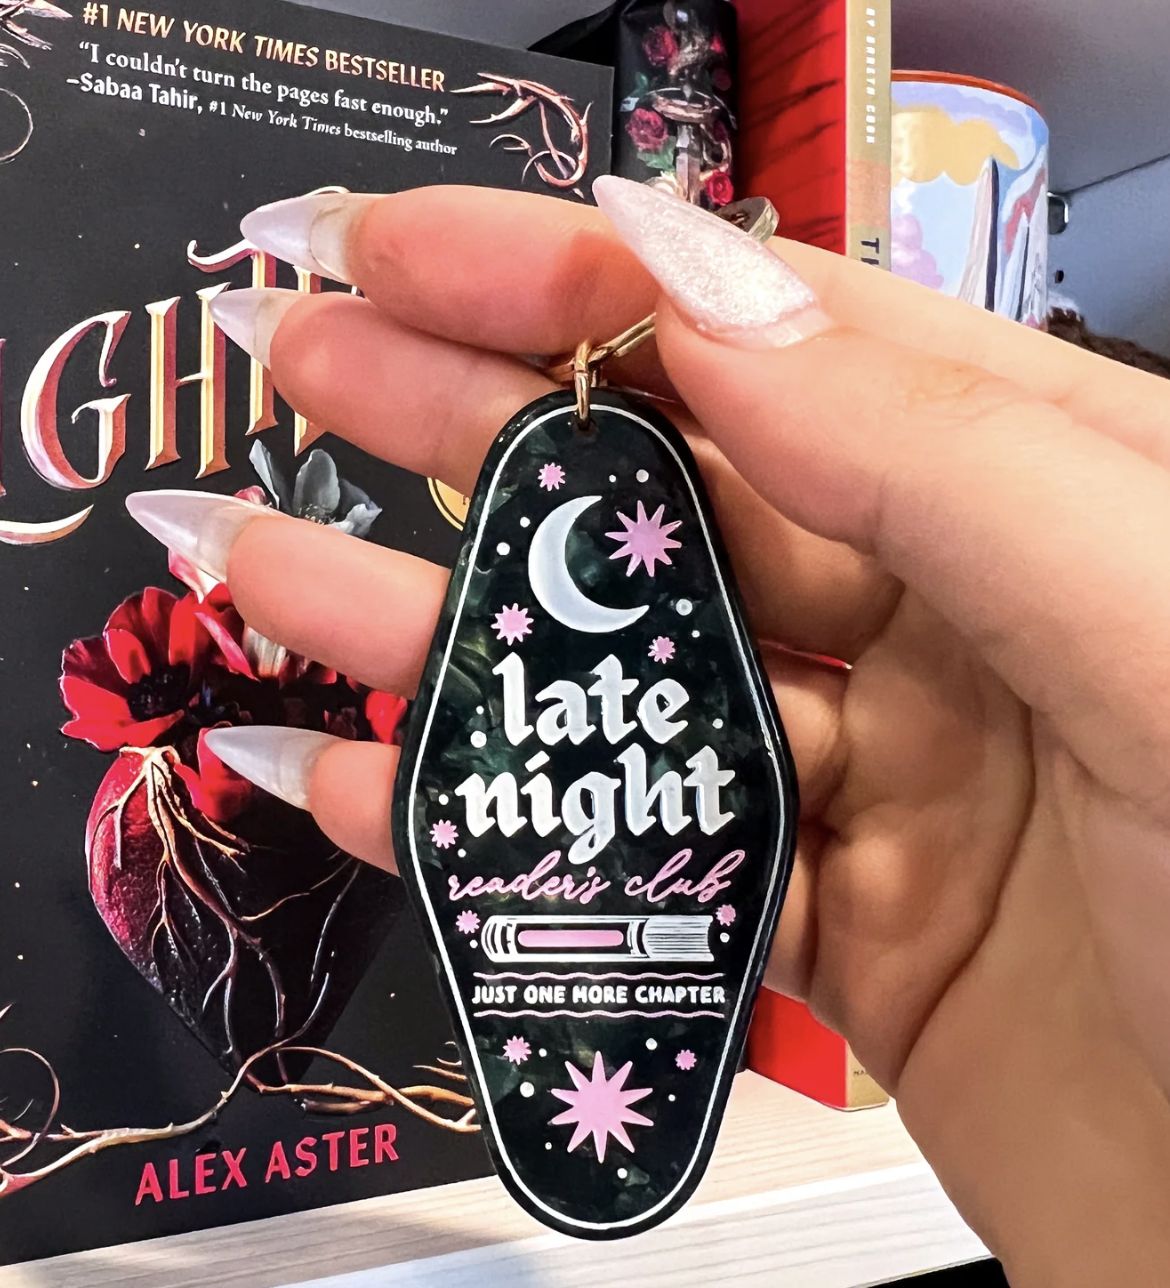 #1 NEW YORK TIMES BESTSELLER
“I couldn’t turn the pages fast enough.”
–Sabaa Tahir, #1 New York Times bestselling author
ALEX ASTER
late
night
reader's club
JUST ONE MORE CHAPTER